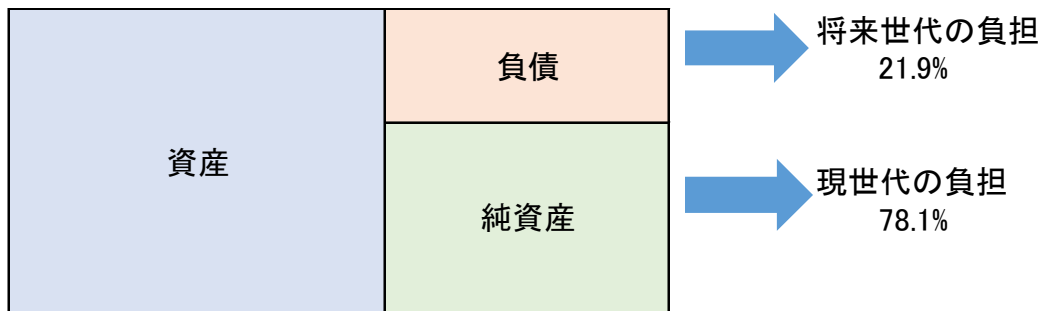 資産
負債
純資産
将来世代の負担
21.9%
現世代の負担
78.1%